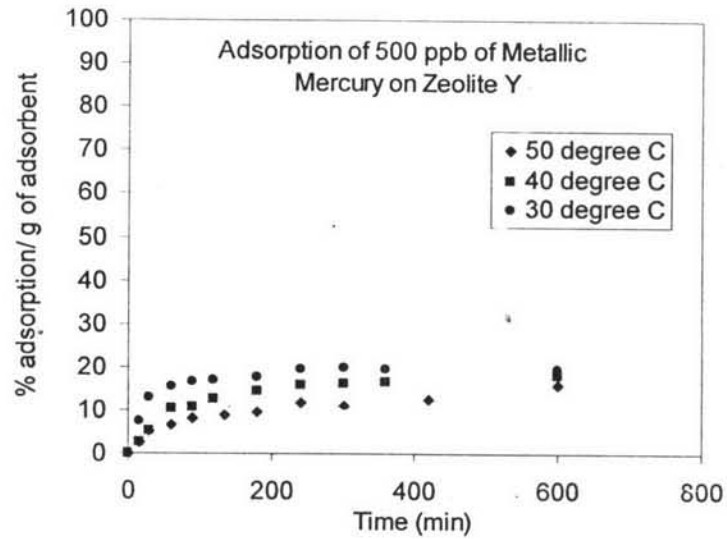 Adsorption of 500 ppb of Metallic
Mercury on Zeolite Y
50 degree C
40 degree C
30 degree C
% adsorption/ g of adsorbent
100
90
80
70
60
50
40
30
20
10
0
0 200 400 600 800
Time (min)